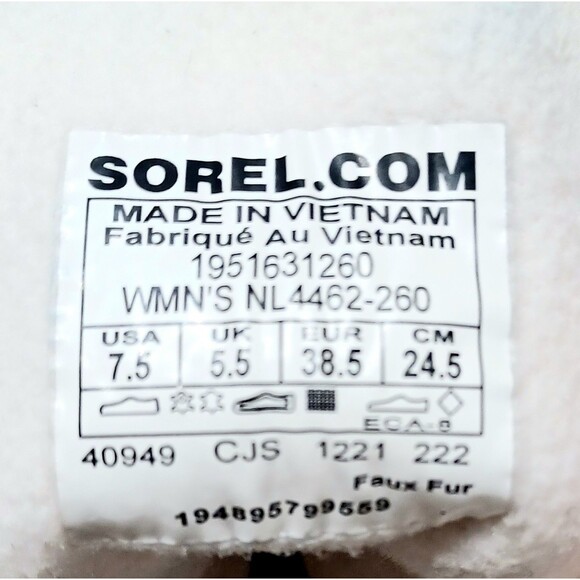 SOREL.COM
MADE IN VIETNAM
Fabriqué Au Vietnam
1951631260
WMN'S NL4462-260
USA UK EUR CM
7.5 5.5 38.5 24.5
ECA-9
40949 CJS 1221 222
Faux Fur
194895799559